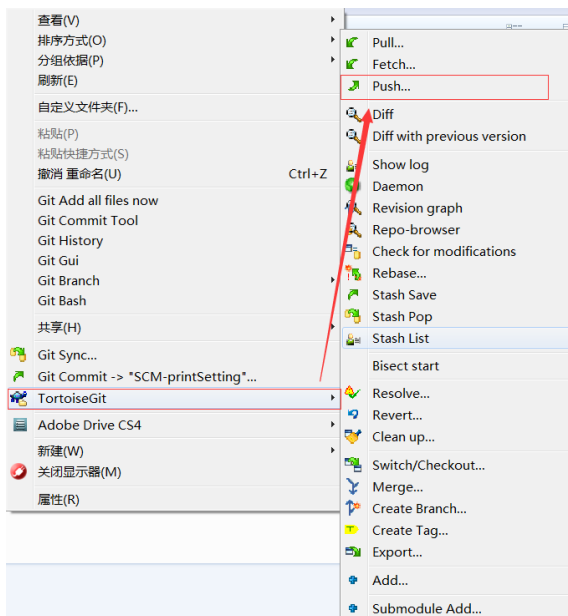 查看(V)
排序方式(O)
分组依据(P)
刷新(E)
自定义文件夹(F)...
粘贴(P)
粘贴快捷方式(S)
撤消 重命名(U) Ctrl+Z
Git Add all files now
Git Commit Tool
Git History
Git Gui
Git Branch
Git Bash
共享(H)
Git Sync...
Git Commit -> "SCM-printSetting"...
TortoiseGit
Adobe Drive CS4
新建(W)
关闭显示器(M)
属性(R)
Pull...
Fetch...
Push...
Diff
Diff with previous version
Show log
Daemon
Revision graph
Repo-browser
Check for modifications
Rebase...
Stash Save
Stash Pop
Stash List
Bisect start
Resolve...
Revert...
Clean up...
Switch/Checkout...
Merge...
Create Branch...
Create Tag...
Export...
Add...
Submodule Add...